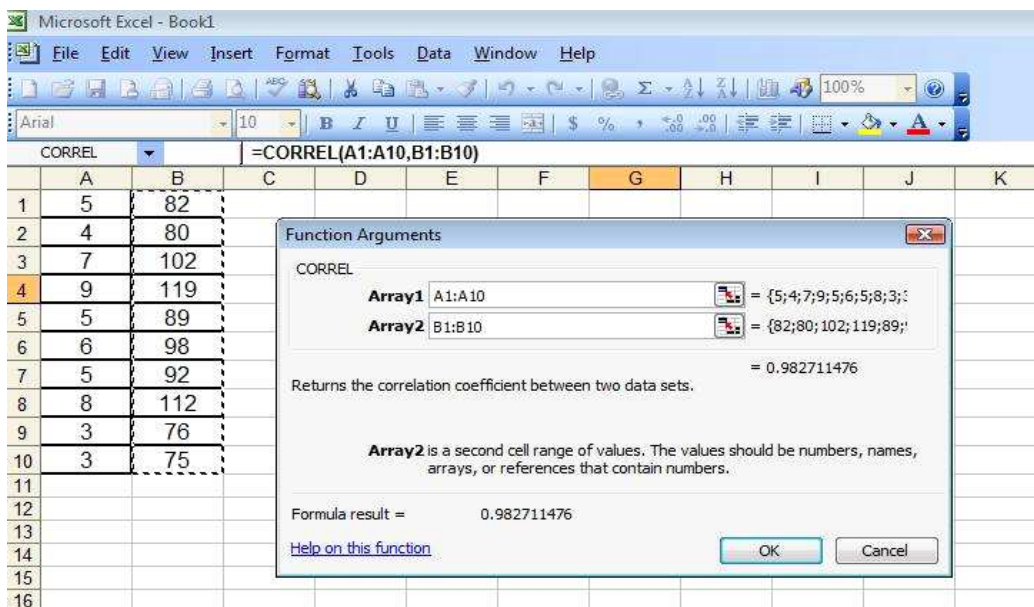 Microsoft Excel - Book1
File Edit View Insert Format Tools Data Window Help
100%
Arial 10 B I U $ % ,
CORREL =CORREL(A1:A10,B1:B10)
A B C D E F G H I J K
1 5 82
2 4 80
3 7 102
4 9 119
5 5 89
6 6 98
7 5 92
8 8 112
9 3 76
10 3 75
11
12
13
14
15
16
Function Arguments
CORREL
Array1 A1:A10 = {5;4;7;9;5;6;5;8;3;
Array2 B1:B10 = {82;80;102;119;89;
= 0.982711476
Returns the correlation coefficient between two data sets.
Array2 is a second cell range of values. The values should be numbers, names,
arrays, or references that contain numbers.
Formula result = 0.982711476
Help on this function OK Cancel